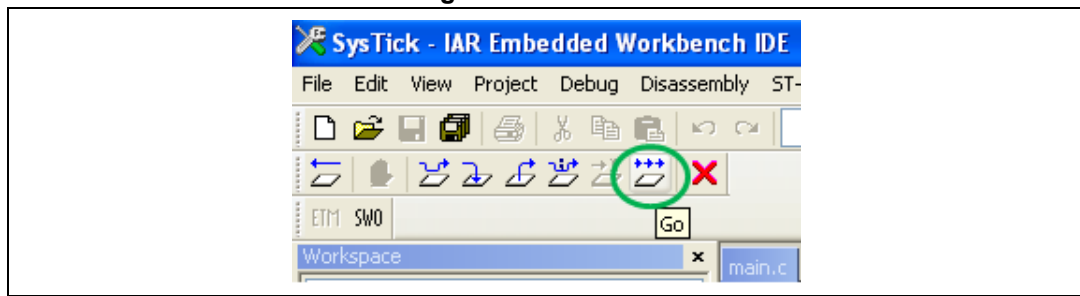 SysTick - IAR Embedded Workbench IDE
File Edit View Project Debug Disassembly ST-
ETM SWO
Go
Workspace
main.c